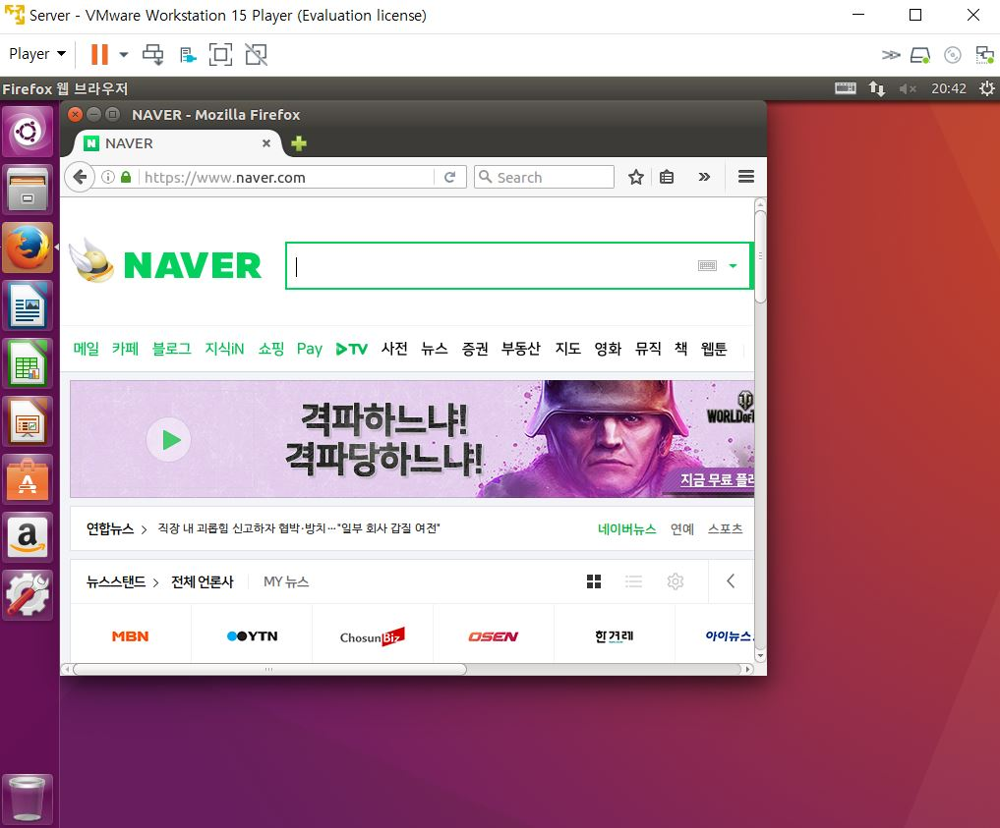 Server - VMware Workstation 15 Player (Evaluation license)
Player
Firefox 웹 브라우저
20:42
NAVER - Mozilla Firefox
NAVER
https://www.naver.com
Search
NAVER
메일 카페 블로그 지식iN 쇼핑 Pay TV 사전 뉴스 증권 부동산 지도 영화 뮤직 책 웹툰
격파하느냐!
격파당하느냐!
WORLD
지금 무료 플레
연합뉴스 > 직장 내 괴롭힘 신고하자 협박·방치…"일부 회사 갑질 여전"
네이버뉴스 연예 스포츠
뉴스스탠드 > 전체 언론사 MY 뉴스
MBN YTN ChosunBiz OSEN 한겨레 아이뉴스